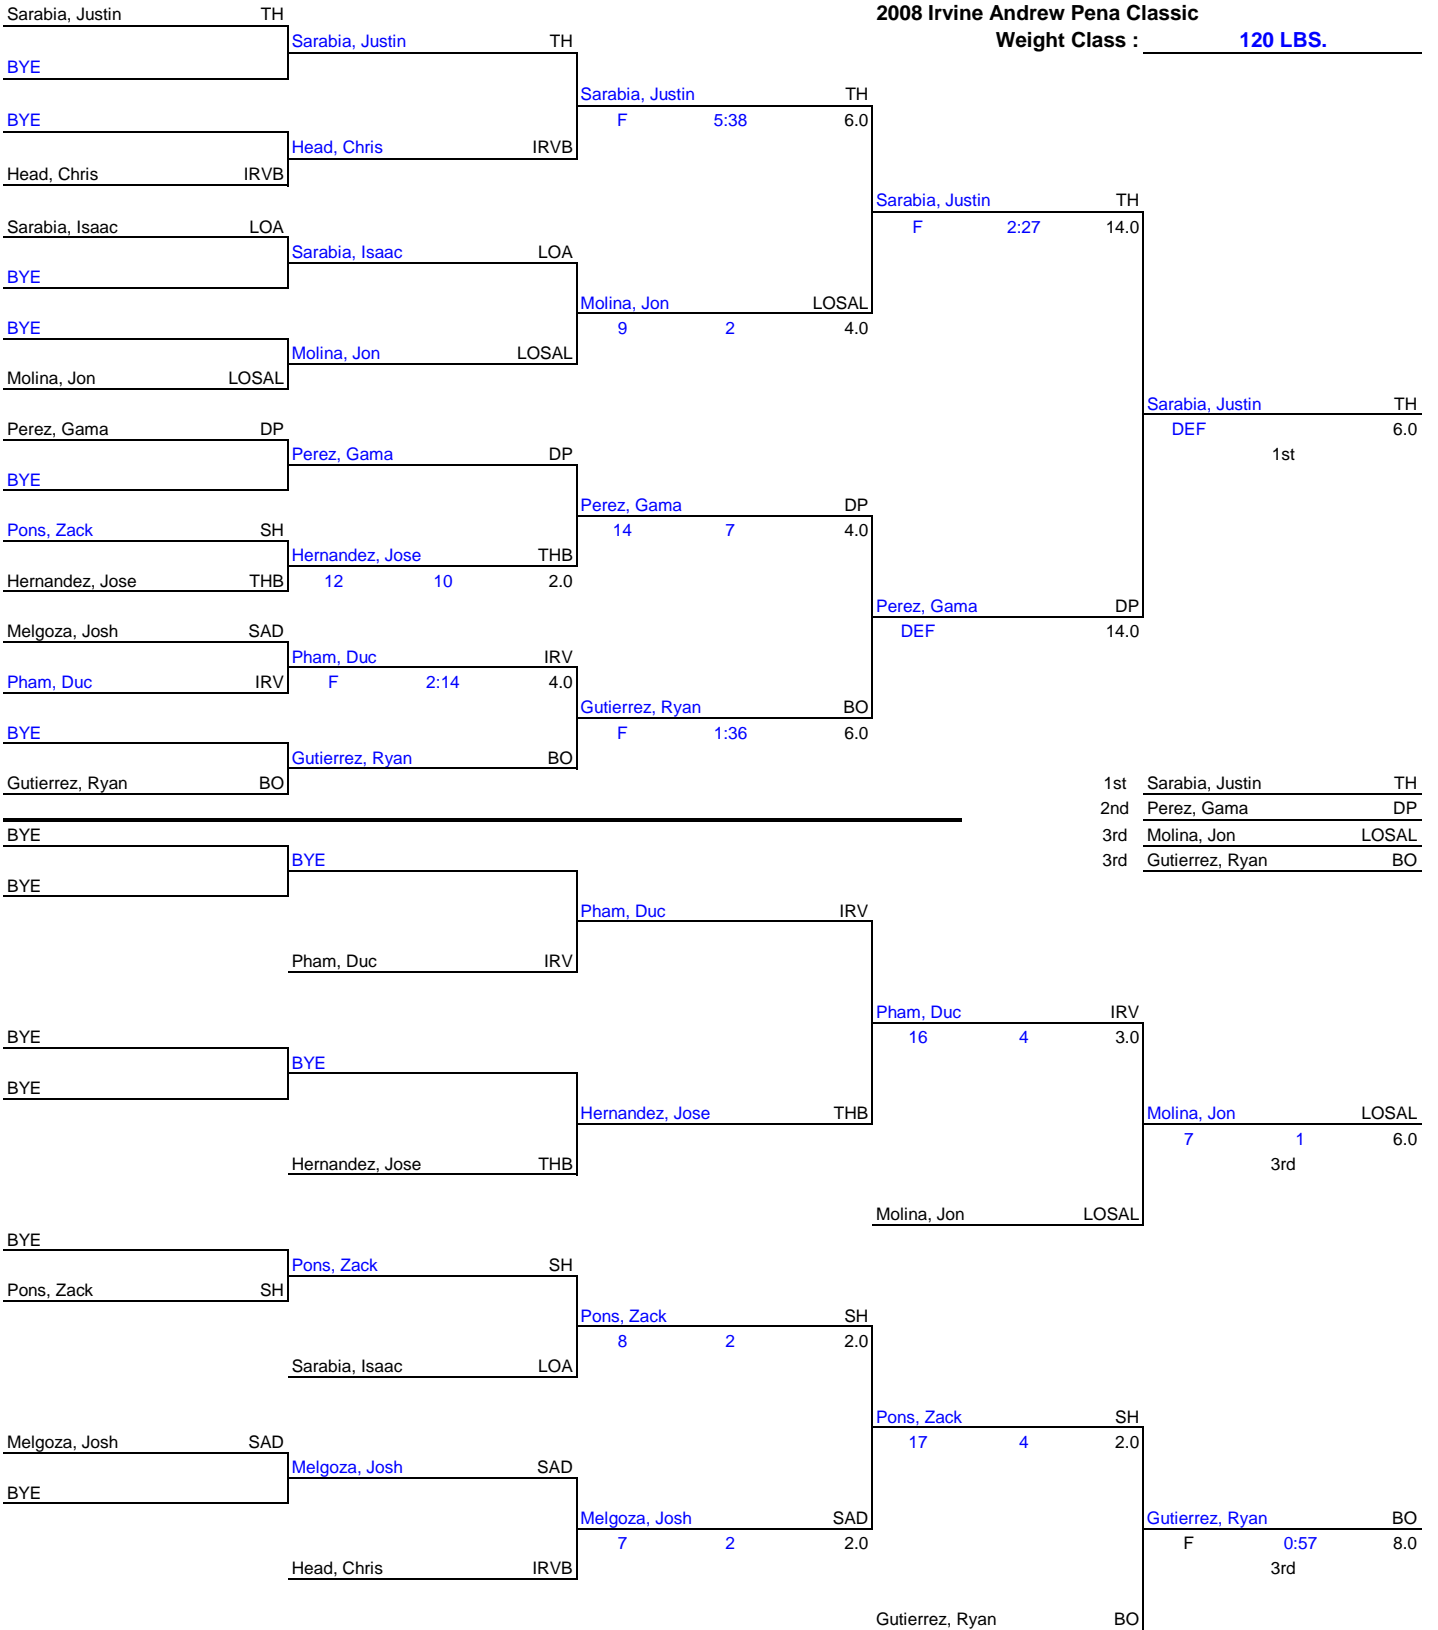 Sarabia, Justin TH
2008 Irvine Andrew Pena Classic
Sarabia, Justin TH
Weight Class : 120 LBS.
BYE
Sarabia, Justin TH
BYE
F 5:38 6.0
Head, Chris IRVB
Head, Chris IRVB
Sarabia, Justin TH
Sarabia, Isaac LOA
F 2:27 14.0
Sarabia, Isaac LOA
BYE
Molina, Jon LOSAL
BYE
9 2 4.0
Molina, Jon LOSAL
Molina, Jon LOSAL
Sarabia, Justin TH
Perez, Gama DP
DEF 6.0
Perez, Gama DP
1st
BYE
Perez, Gama DP
Pons, Zack SH
14 7 4.0
Hernandez, Jose THB
Hernandez, Jose THB
12 10 2.0
Perez, Gama DP
Melgoza, Josh SAD
DEF 14.0
Pham, Duc IRV
Pham, Duc IRV
F 2:14 4.0
Gutierrez, Ryan BO
BYE
F 1:36 6.0
Gutierrez, Ryan BO
Gutierrez, Ryan BO
1st Sarabia, Justin TH
2nd Perez, Gama DP
BYE
3rd Molina, Jon LOSAL
BYE
3rd Gutierrez, Ryan BO
BYE
Pham, Duc IRV
Pham, Duc IRV
Pham, Duc IRV
BYE
16 4 3.0
BYE
BYE
Hernandez, Jose THB
Molina, Jon LOSAL
7 1 6.0
Hernandez, Jose THB
3rd
Molina, Jon LOSAL
BYE
Pons, Zack SH
Pons, Zack SH
Pons, Zack SH
8 2 2.0
Sarabia, Isaac LOA
Pons, Zack SH
Melgoza, Josh SAD
17 4 2.0
Melgoza, Josh SAD
BYE
Melgoza, Josh SAD
Gutierrez, Ryan BO
7 2 2.0
F 0:57 8.0
Head, Chris IRVB
3rd
Gutierrez, Ryan BO